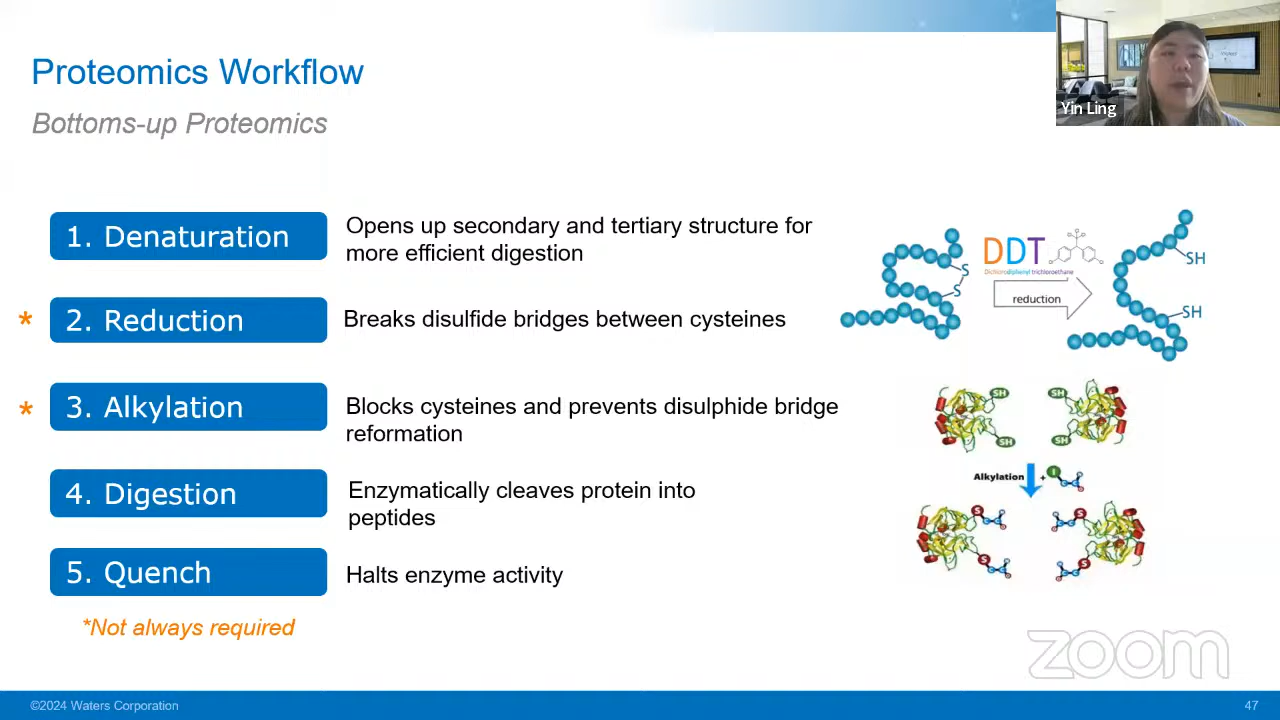 Yin Ling
Proteomics Workflow
Bottoms-up Proteomics
1. Denaturation
Opens up secondary and tertiary structure for
more efficient digestion
* 2. Reduction
Breaks disulfide bridges between cysteines
* 3. Alkylation
Blocks cysteines and prevents disulphide bridge
reformation
4. Digestion
Enzymatically cleaves protein into
peptides
5. Quench
Halts enzyme activity
*Not always required
S
S
DDT
Dichlorodiphenyl trichloroethane
reduction
SH
SH
SH
SH
SH
SH
Alkylation
+
I
S
S
S
S
zoom
©2024 Waters Corporation
47